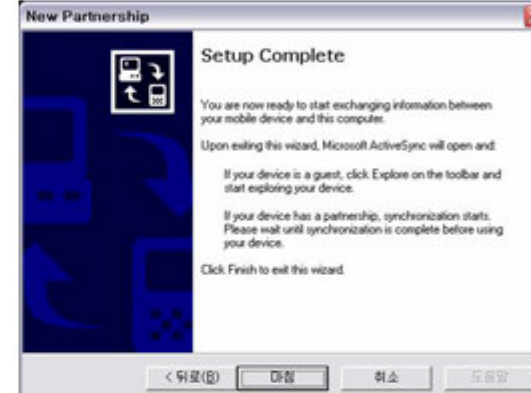 New Partnership
Setup Complete
You are now ready to start exchanging information between
your mobile device and this computer.
Upon exiting this wizard, Microsoft ActiveSync will open and:
If your device is a guest, click Explore on the toolbar and
start exploring your device.
If your device has a partnership, synchronization starts.
Please wait until synchronization is complete before using
your device.
Click Finish to exit this wizard.
< 뒤로(B)
마침
취소
도움말